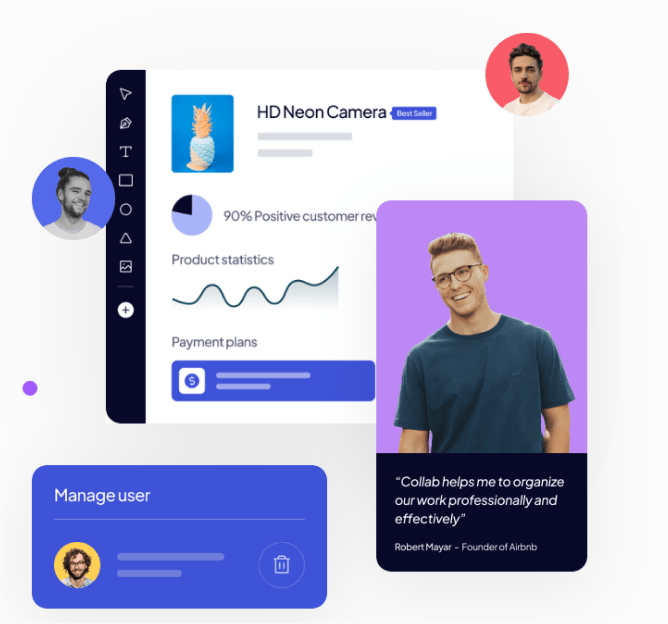 HD Neon Camera
Best Seller
90% Positive customer rev
Product statistics
Payment plans
Manage user
“Collab helps me to organize
our work professionally and
effectively”
Robert Mayar - Founder of Airbnb